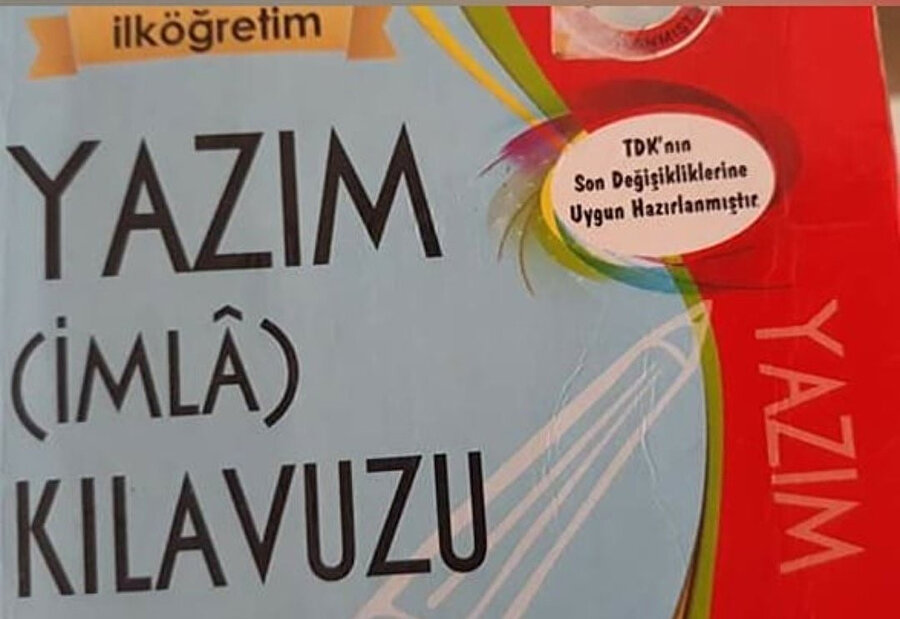 ilköğretim
YAZIM
(İMLÂ)
KILAVUZU
TDK'nın
Son Değişikliklerine
Uygun Hazırlanmıştır.
YAZIM